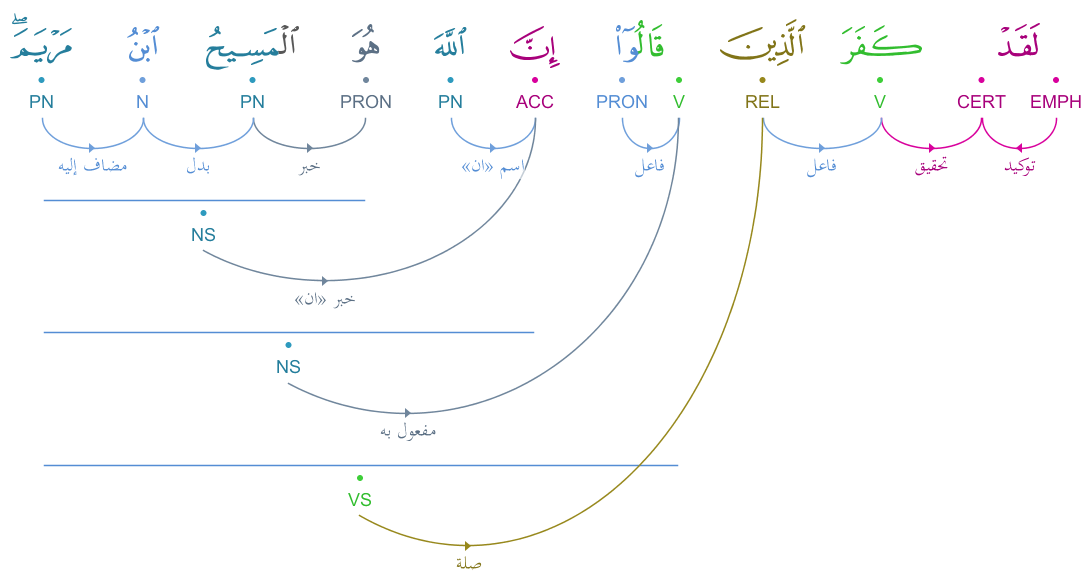 لَقَدْ كَفَرَ ٱلَّذِينَ قَالُوٓا۟ إِنَّ ٱللَّهَ هُوَ ٱلْمَسِيحُ ٱبْنُ مَرْيَمَ ۖ
EMPH CERT V REL V PRON ACC PN PRON PN N PN
توكيد تحقيق فاعل فاعل اسم «ان» خبر بدل مضاف إليه
NS
خبر «ان»
NS
مفعول به
VS
صلة